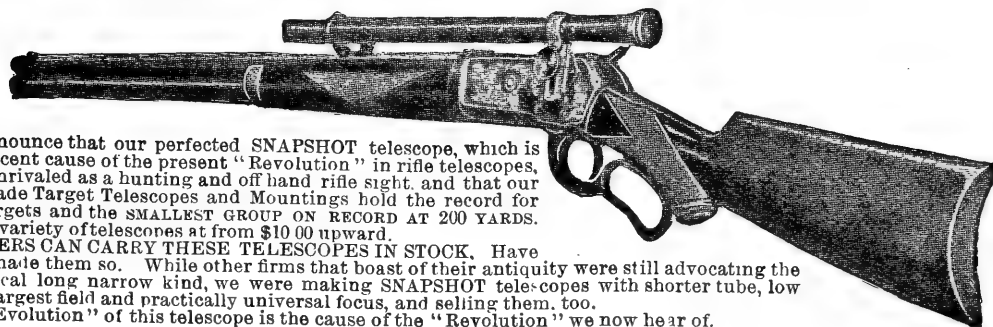 nounce that our perfected SNAPSHOT telescope, which is
cent cause of the present "Revolution" in rifle telescopes,
nrivaled as a hunting and off hand rifle sight. and that our
ade Target Telescopes and Mountings hold the record for
rgets and the SMALLEST GROUP ON RECORD AT 200 YARDS.
variety of telescopes at from $10 00 upward.
ERS CAN CARRY THESE TELESCOPES IN STOCK. Have
made them so. While other firms that boast of their antiquity were still advocating the
cal long narrow kind, we were making SNAPSHOT telescopes with shorter tube, low
argest field and practically universal focus, and selling them, too.
Evolution" of this telescope is the cause of the "Revolution" we now hear of.